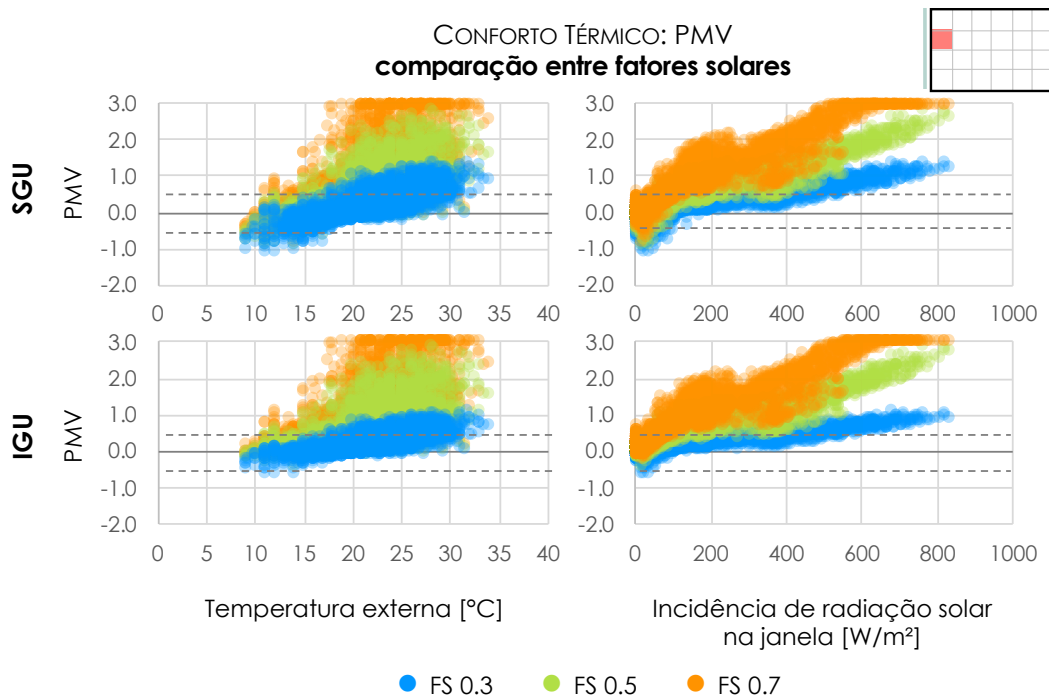 CONFORTO TÉRMICO: PMV
comparação entre fatores solares
SGU
PMV
3.0
2.0
1.0
0.0
-1.0
-2.0
0 5 10 15 20 25 30 35 40
3.0
2.0
1.0
0.0
-1.0
-2.0
0 200 400 600 800 1000
IGU
PMV
3.0
2.0
1.0
0.0
-1.0
-2.0
0 5 10 15 20 25 30 35 40
3.0
2.0
1.0
0.0
-1.0
-2.0
0 200 400 600 800 1000
Temperatura externa [°C]
Incidência de radiação solar
na janela [W/m²]
FS 0.3 FS 0.5 FS 0.7